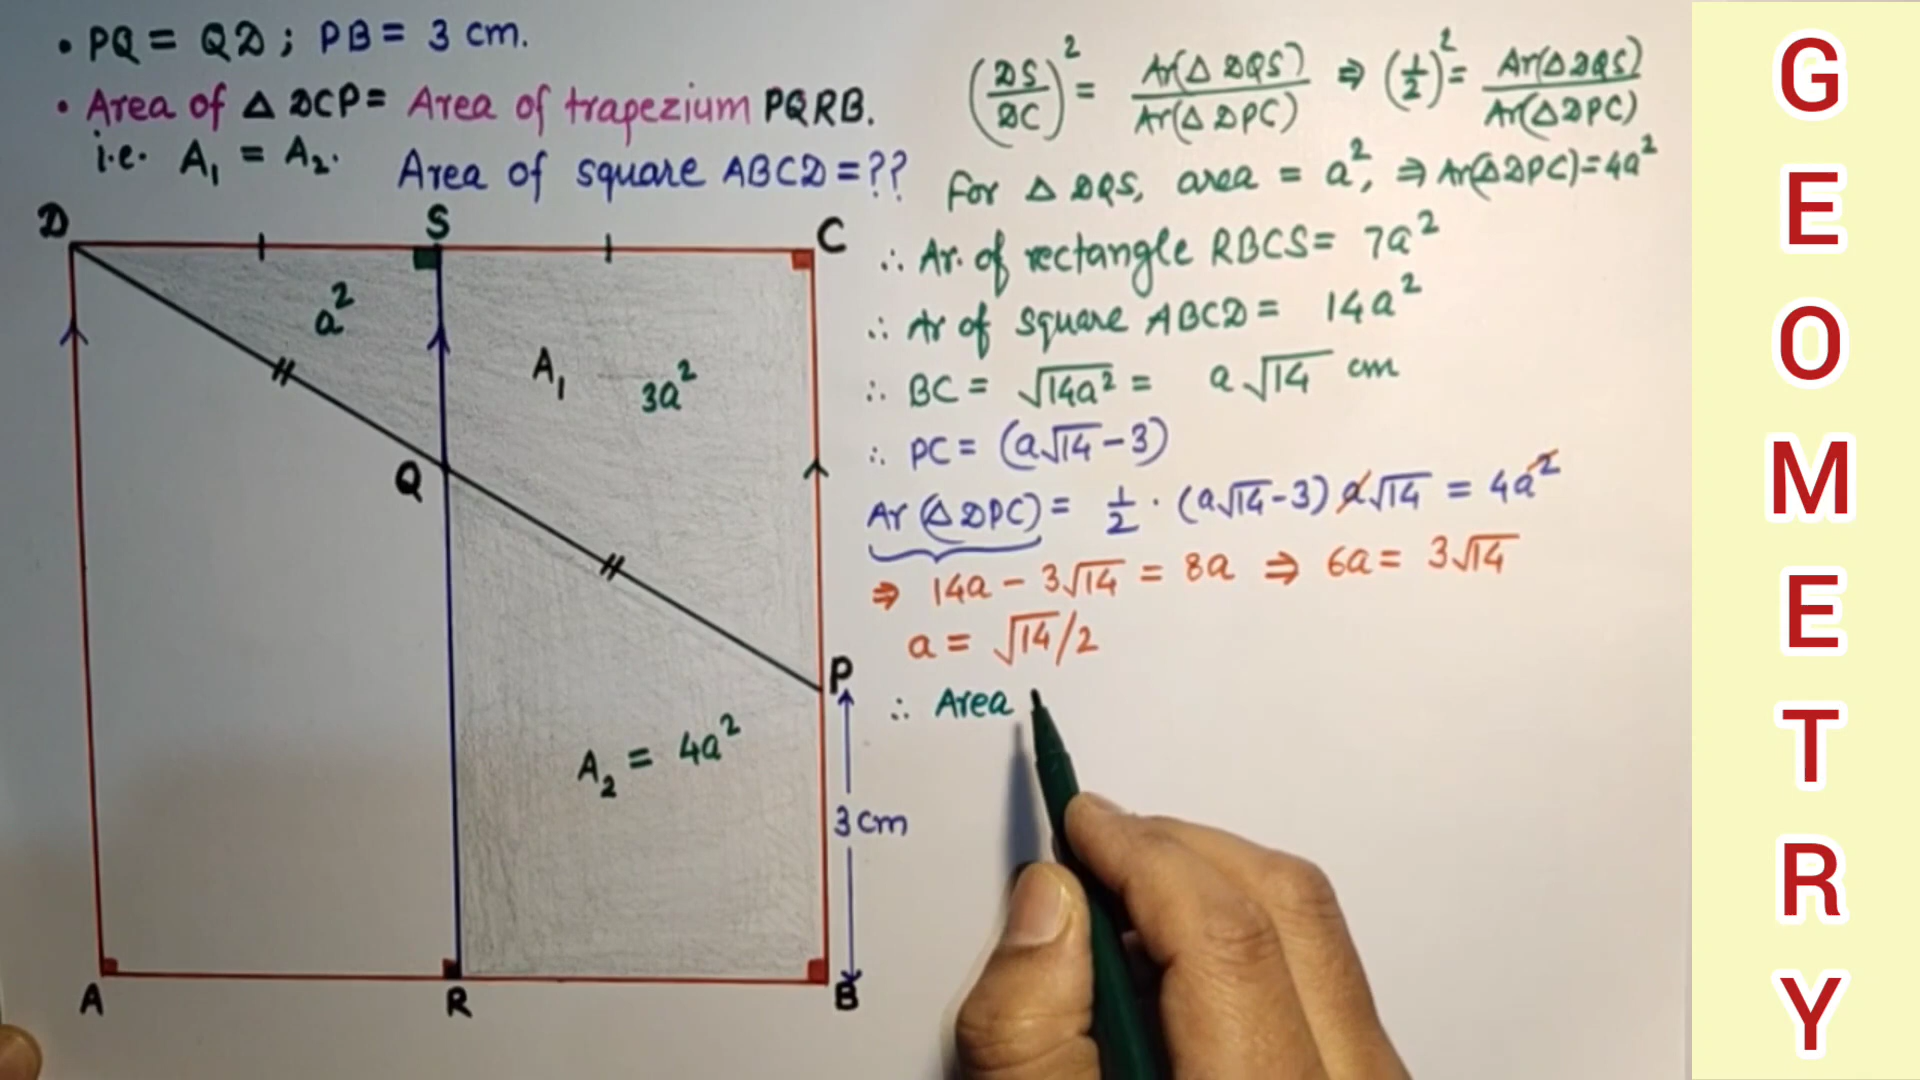 • PQ = QD ; PB = 3 cm.
• Area of △ DCP = Area of trapezium PQRB.
i.e. A₁ = A₂. Area of square ABCD = ??
D S C
a²
A₁ 3a²
Q
P
A₂ = 4a²
3 cm
A R B
(DS/DC)² = Ar(△ DQS)/Ar(△ DPC) ⇒ (1/2)² = Ar(△DQS)/Ar(△DPC)
For △ DQS, area = a², ⇒ Ar(△DPC) = 4a²
∴ Ar. of rectangle RBCS = 7a²
∴ Ar of square ABCD = 14a²
∴ BC = √14a² = a√14 cm
∴ PC = (a√14 - 3)
Ar (△ DPC) = 1/2 · (a√14 - 3) a√14 = 4a²
⇒ 14a - 3√14 = 8a ⇒ 6a = 3√14
a = √14/2
∴ Area
GEOMETRY